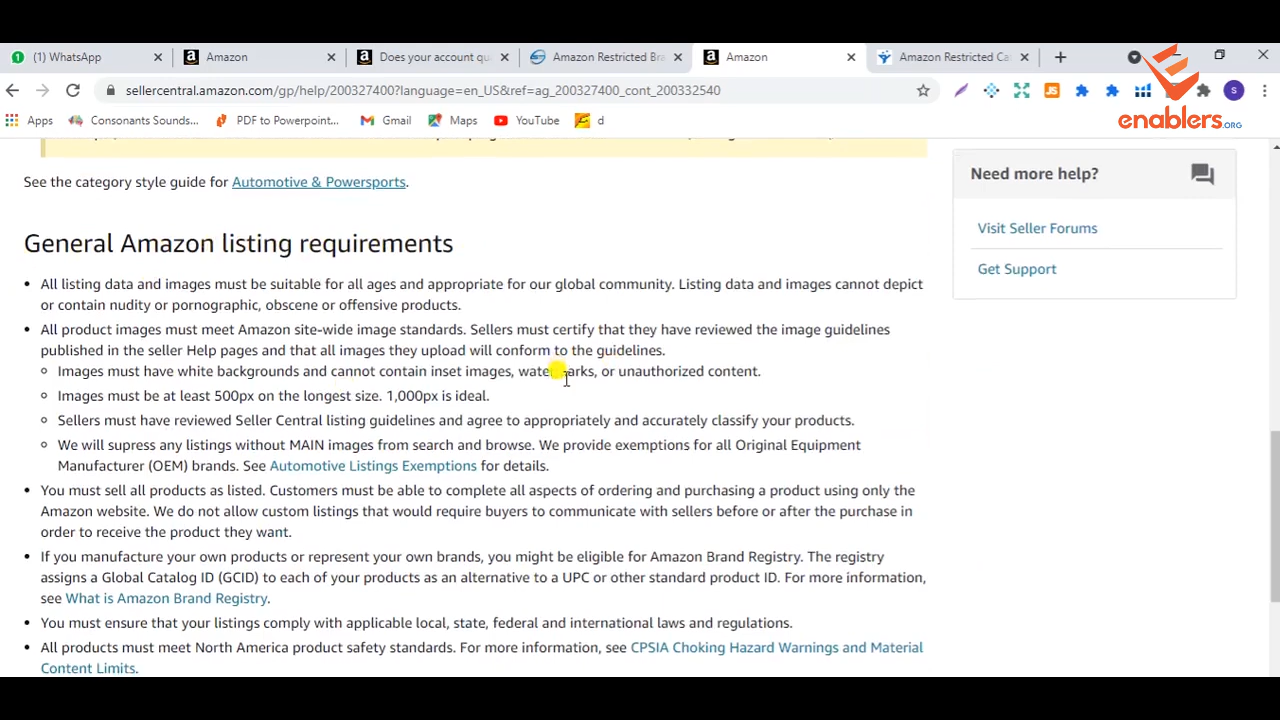 (1) WhatsApp
Amazon
Does your account qu
Amazon Restricted Bra
Amazon
Amazon Restricted Ca
sellercentral.amazon.com/gp/help/200327400?language=en_US&ref=ag_200327400_cont_200332540
Apps
Consonants Sounds...
PDF to Powerpoint...
Gmail
Maps
YouTube
d
enablers.ORG
See the category style guide for Automotive & Powersports.
General Amazon listing requirements
All listing data and images must be suitable for all ages and appropriate for our global community. Listing data and images cannot depict
or contain nudity or pornographic, obscene or offensive products.
All product images must meet Amazon site-wide image standards. Sellers must certify that they have reviewed the image guidelines
published in the seller Help pages and that all images they upload will conform to the guidelines.
Images must have white backgrounds and cannot contain inset images, watermarks, or unauthorized content.
Images must be at least 500px on the longest size. 1,000px is ideal.
Sellers must have reviewed Seller Central listing guidelines and agree to appropriately and accurately classify your products.
We will supress any listings without MAIN images from search and browse. We provide exemptions for all Original Equipment
Manufacturer (OEM) brands. See Automotive Listings Exemptions for details.
You must sell all products as listed. Customers must be able to complete all aspects of ordering and purchasing a product using only the
Amazon website. We do not allow custom listings that would require buyers to communicate with sellers before or after the purchase in
order to receive the product they want.
If you manufacture your own products or represent your own brands, you might be eligible for Amazon Brand Registry. The registry
assigns a Global Catalog ID (GCID) to each of your products as an alternative to a UPC or other standard product ID. For more information,
see What is Amazon Brand Registry.
You must ensure that your listings comply with applicable local, state, federal and international laws and regulations.
All products must meet North America product safety standards. For more information, see CPSIA Choking Hazard Warnings and Material
Content Limits.
Need more help?
Visit Seller Forums
Get Support